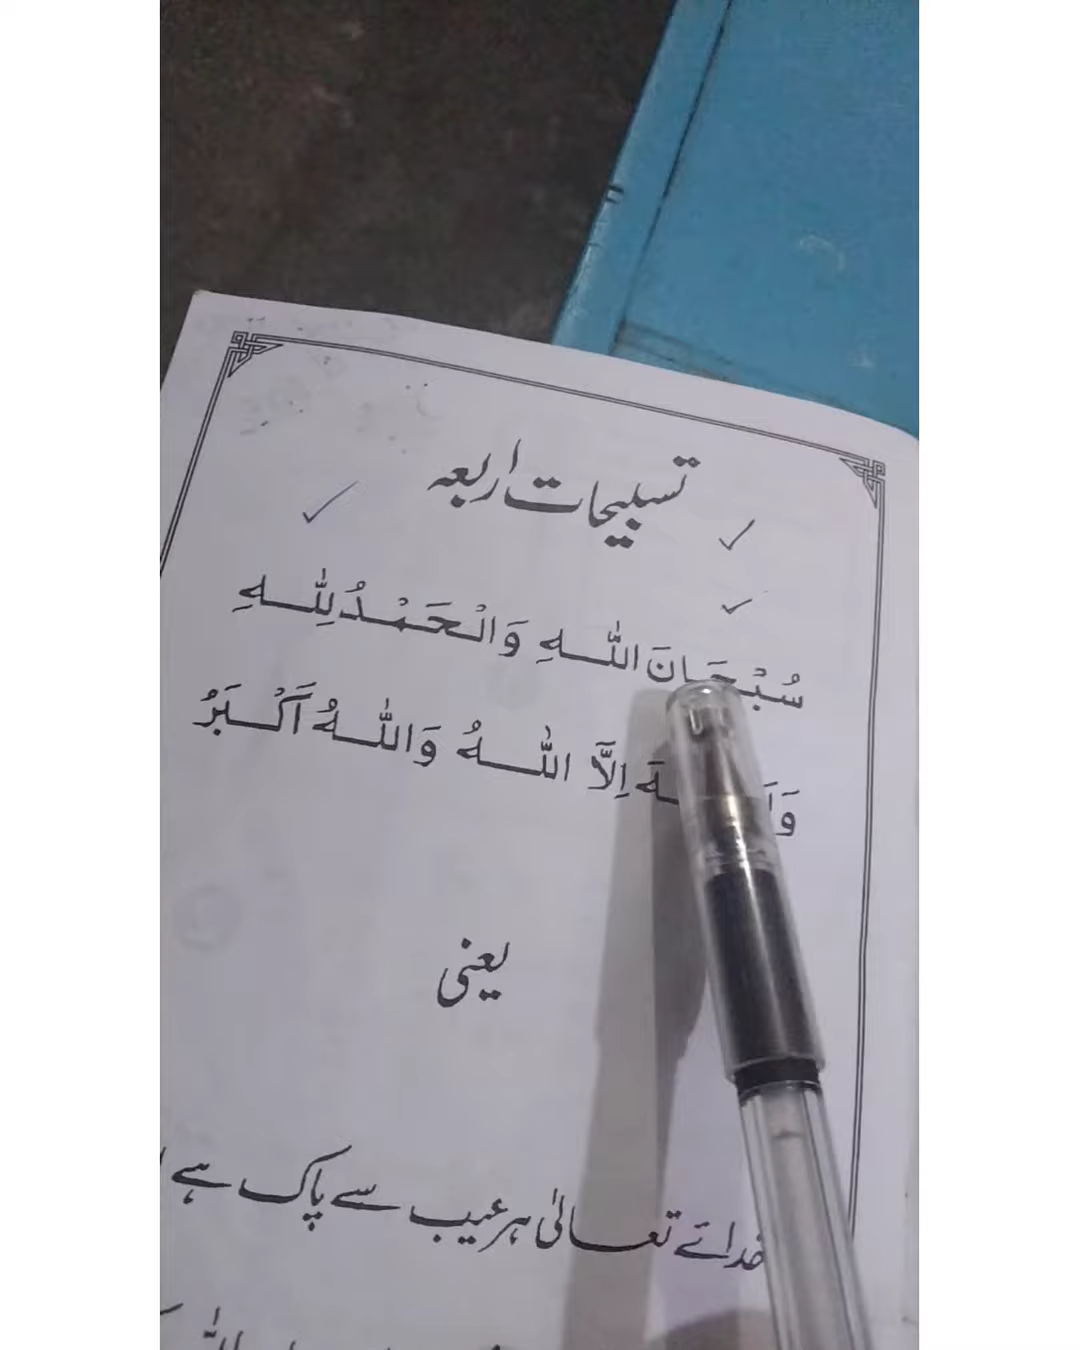 تسبیحات اربعہ
سُبْحَانَ اللّٰهِ وَالْحَمْدُ لِلّٰهِ
اِلَّا اللّٰهُ وَاللّٰهُ اَكْبَرُ
یعنی
خدائے تعالیٰ ہر عیب سے پاک ہے